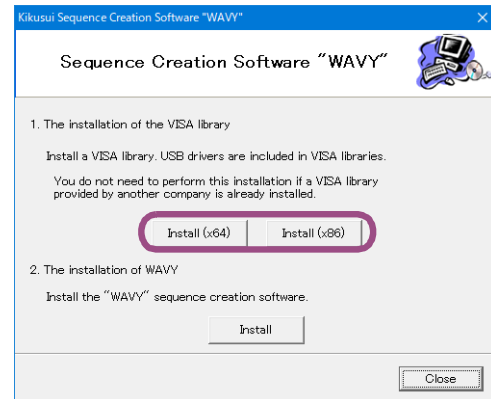 Kikusui Sequence Creation Software "WAVY"
Sequence Creation Software "WAVY"
1. The installation of the VISA library
Install a VISA library. USB drivers are included in VISA libraries.
You do not need to perform this installation if a VISA library
provided by another company is already installed.
Install (x64) Install (x86)
2. The installation of WAVY
Install the "WAVY" sequence creation software.
Install
Close